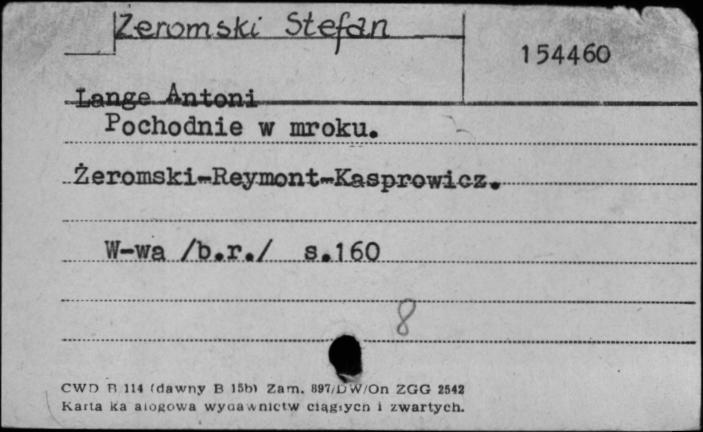 Żeromski Stefan
154460
Lange Antoni
Pochodnie w mroku.
Żeromski-Reymont-Kasprowicz.
W-wa /b.r./ s.160
8
CWD B 114 (dawny B 15b) Zam. 897/DW/On ZGG 2542
Karta ka alogowa wydawnictw ciągłych i zwartych.